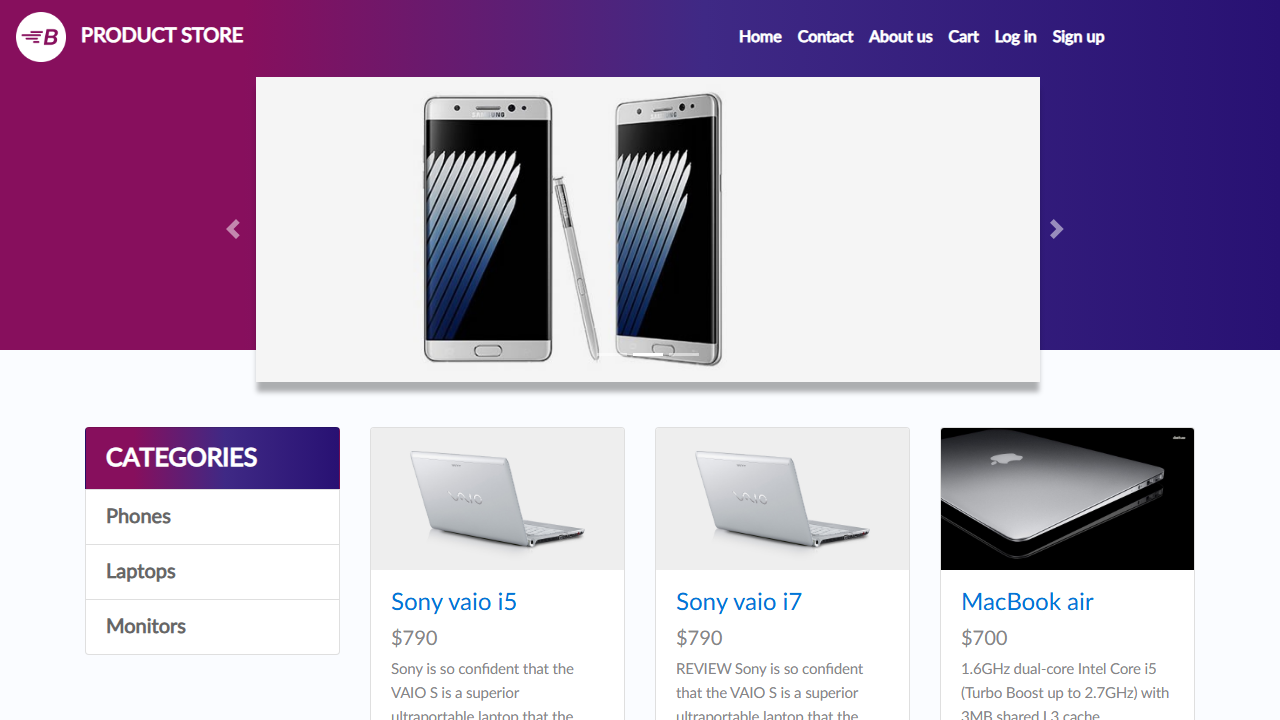 B PRODUCT STORE
Home Contact About us Cart Log in Sign up
SAMSUNG
CATEGORIES
Phones
Laptops
Monitors
VAIO
Sony vaio i5
$790
Sony is so confident that the
VAIO S is a superior
ultraportable laptop that the
VAIO
Sony vaio i7
$790
REVIEW Sony is so confident
that the VAIO S is a superior
ultraportable laptop that the
MacBook air
$700
1.6GHz dual-core Intel Core i5
(Turbo Boost up to 2.7GHz) with
3MB shared L3 cache